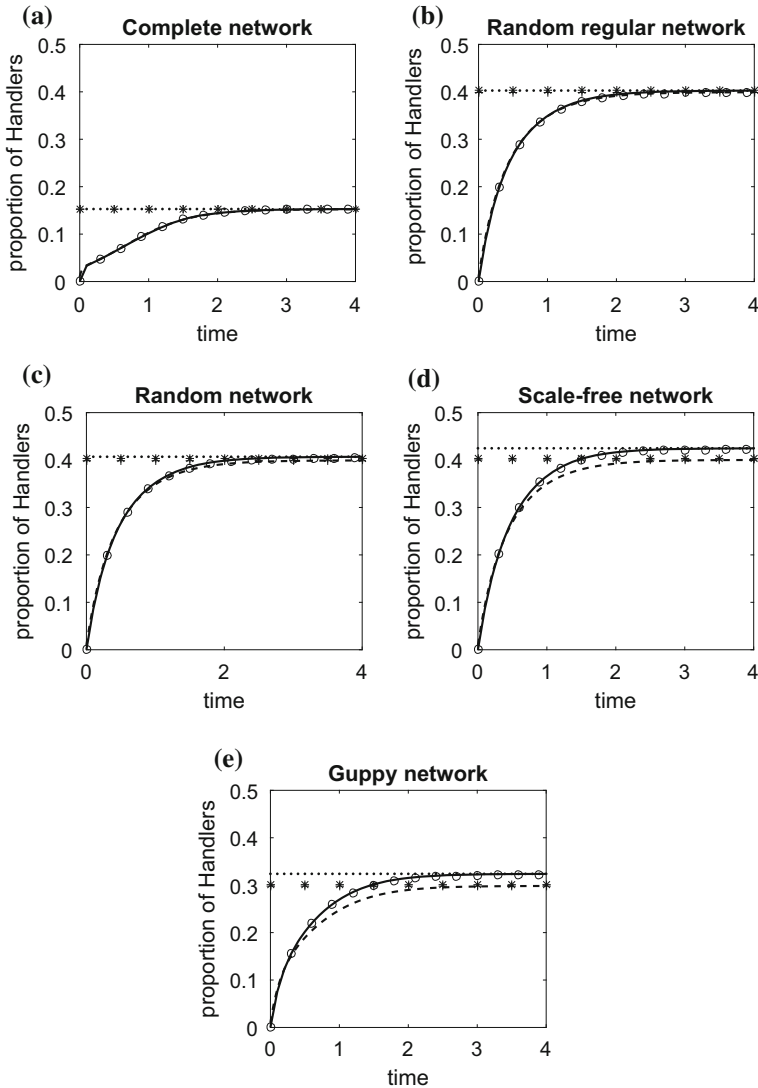 (a)
Complete network
0.5
0.4
0.3
0.2
0.1
0
proportion of Handlers
0 1 2 3 4
time
(b)
Random regular network
0.5
0.4
0.3
0.2
0.1
0
proportion of Handlers
0 1 2 3 4
time
(c)
Random network
0.5
0.4
0.3
0.2
0.1
0
proportion of Handlers
0 2 4
time
(d)
Scale-free network
0.5
0.4
0.3
0.2
0.1
0
proportion of Handlers
0 1 2 3 4
time
(e)
Guppy network
0.5
0.4
0.3
0.2
0.1
0
proportion of Handlers
0 1 2 3 4
time